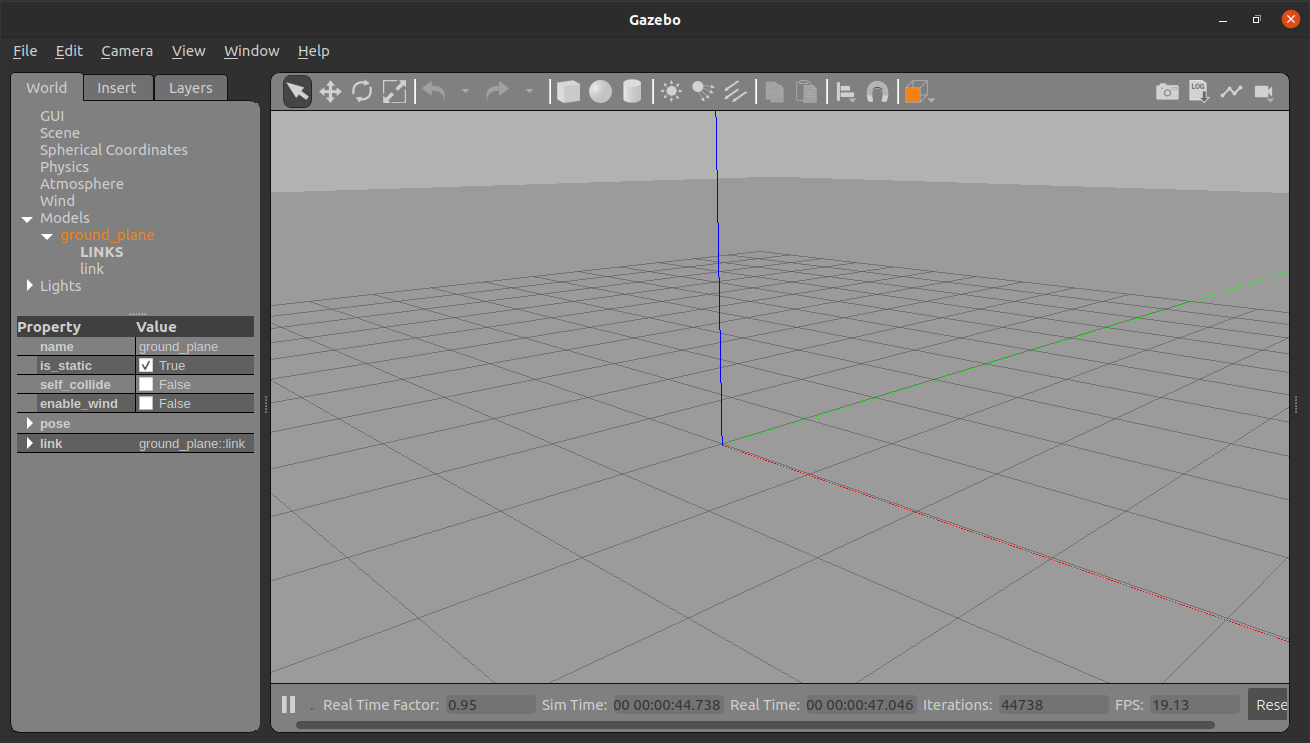 Gazebo
File Edit Camera View Window Help
World Insert Layers
LOG
GUI
Scene
Spherical Coordinates
Physics
Atmosphere
Wind
Models
ground_plane
LINKS
link
Lights
Property Value
name ground_plane
is_static True
self_collide False
enable_wind False
pose
link ground_plane::link
Real Time Factor: 0.95 Sim Time: 00 00:00:44.738 Real Time: 00 00:00:47.046 Iterations: 44738 FPS: 19.13 Rese